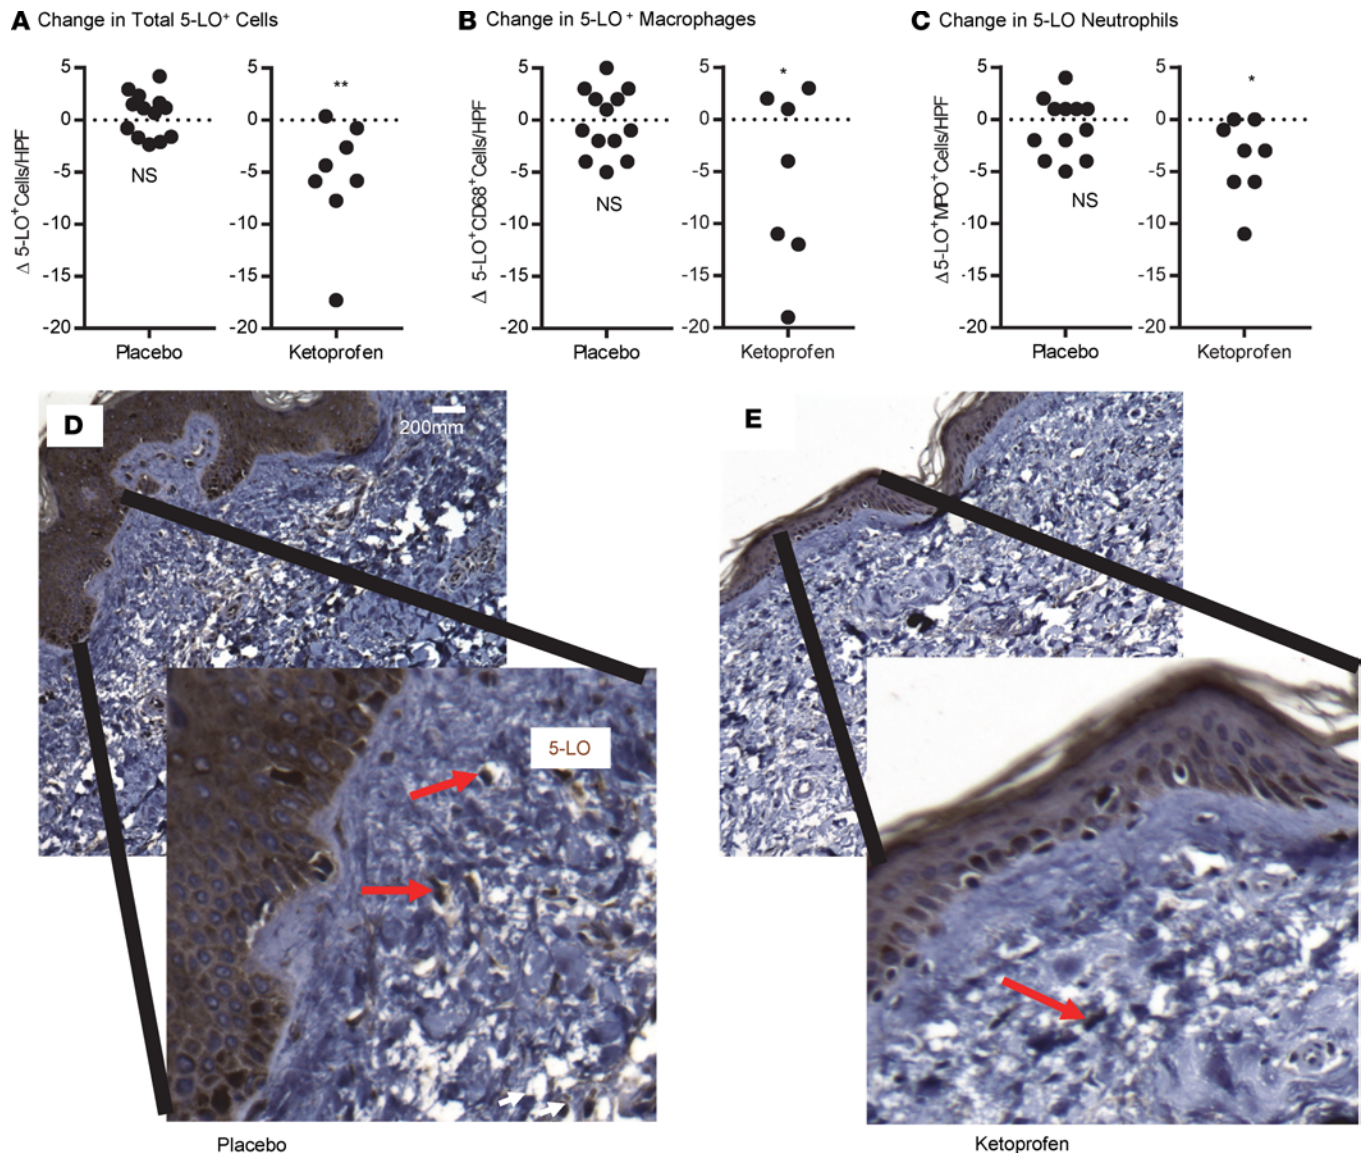 A Change in Total 5-LO⁺ Cells
Δ 5-LO⁺Cells/HPF
5
0
-5
-10
-15
-20
NS
Placebo
5
0
-5
-10
-15
-20
**
Ketoprofen
B Change in 5-LO⁺ Macrophages
Δ 5-LO⁺CD68⁺Cells/HPF
5
0
-5
-10
-15
-20
NS
Placebo
5
0
-5
-10
-15
-20
*
Ketoprofen
C Change in 5-LO Neutrophils
Δ 5-LO⁺MPO⁺Cells/HPF
5
0
-5
-10
-15
-20
NS
Placebo
5
0
-5
-10
-15
-20
*
Ketoprofen
D
200mm
5-LO
Placebo
E
Ketoprofen